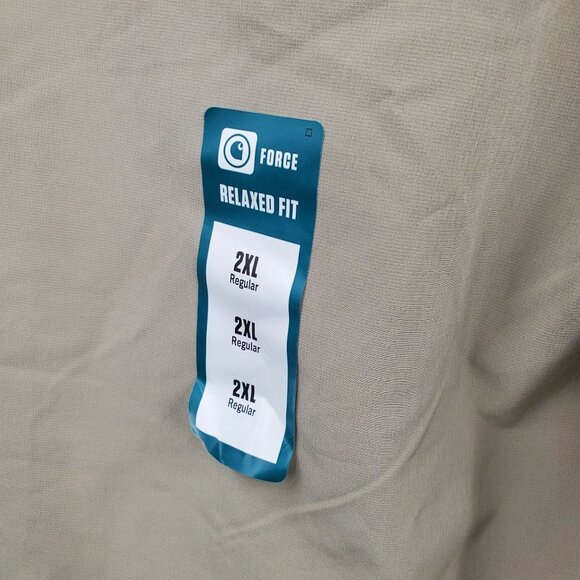 FORCE
RELAXED FIT
2XL
Regular
2XL
Regular
2XL
Regular